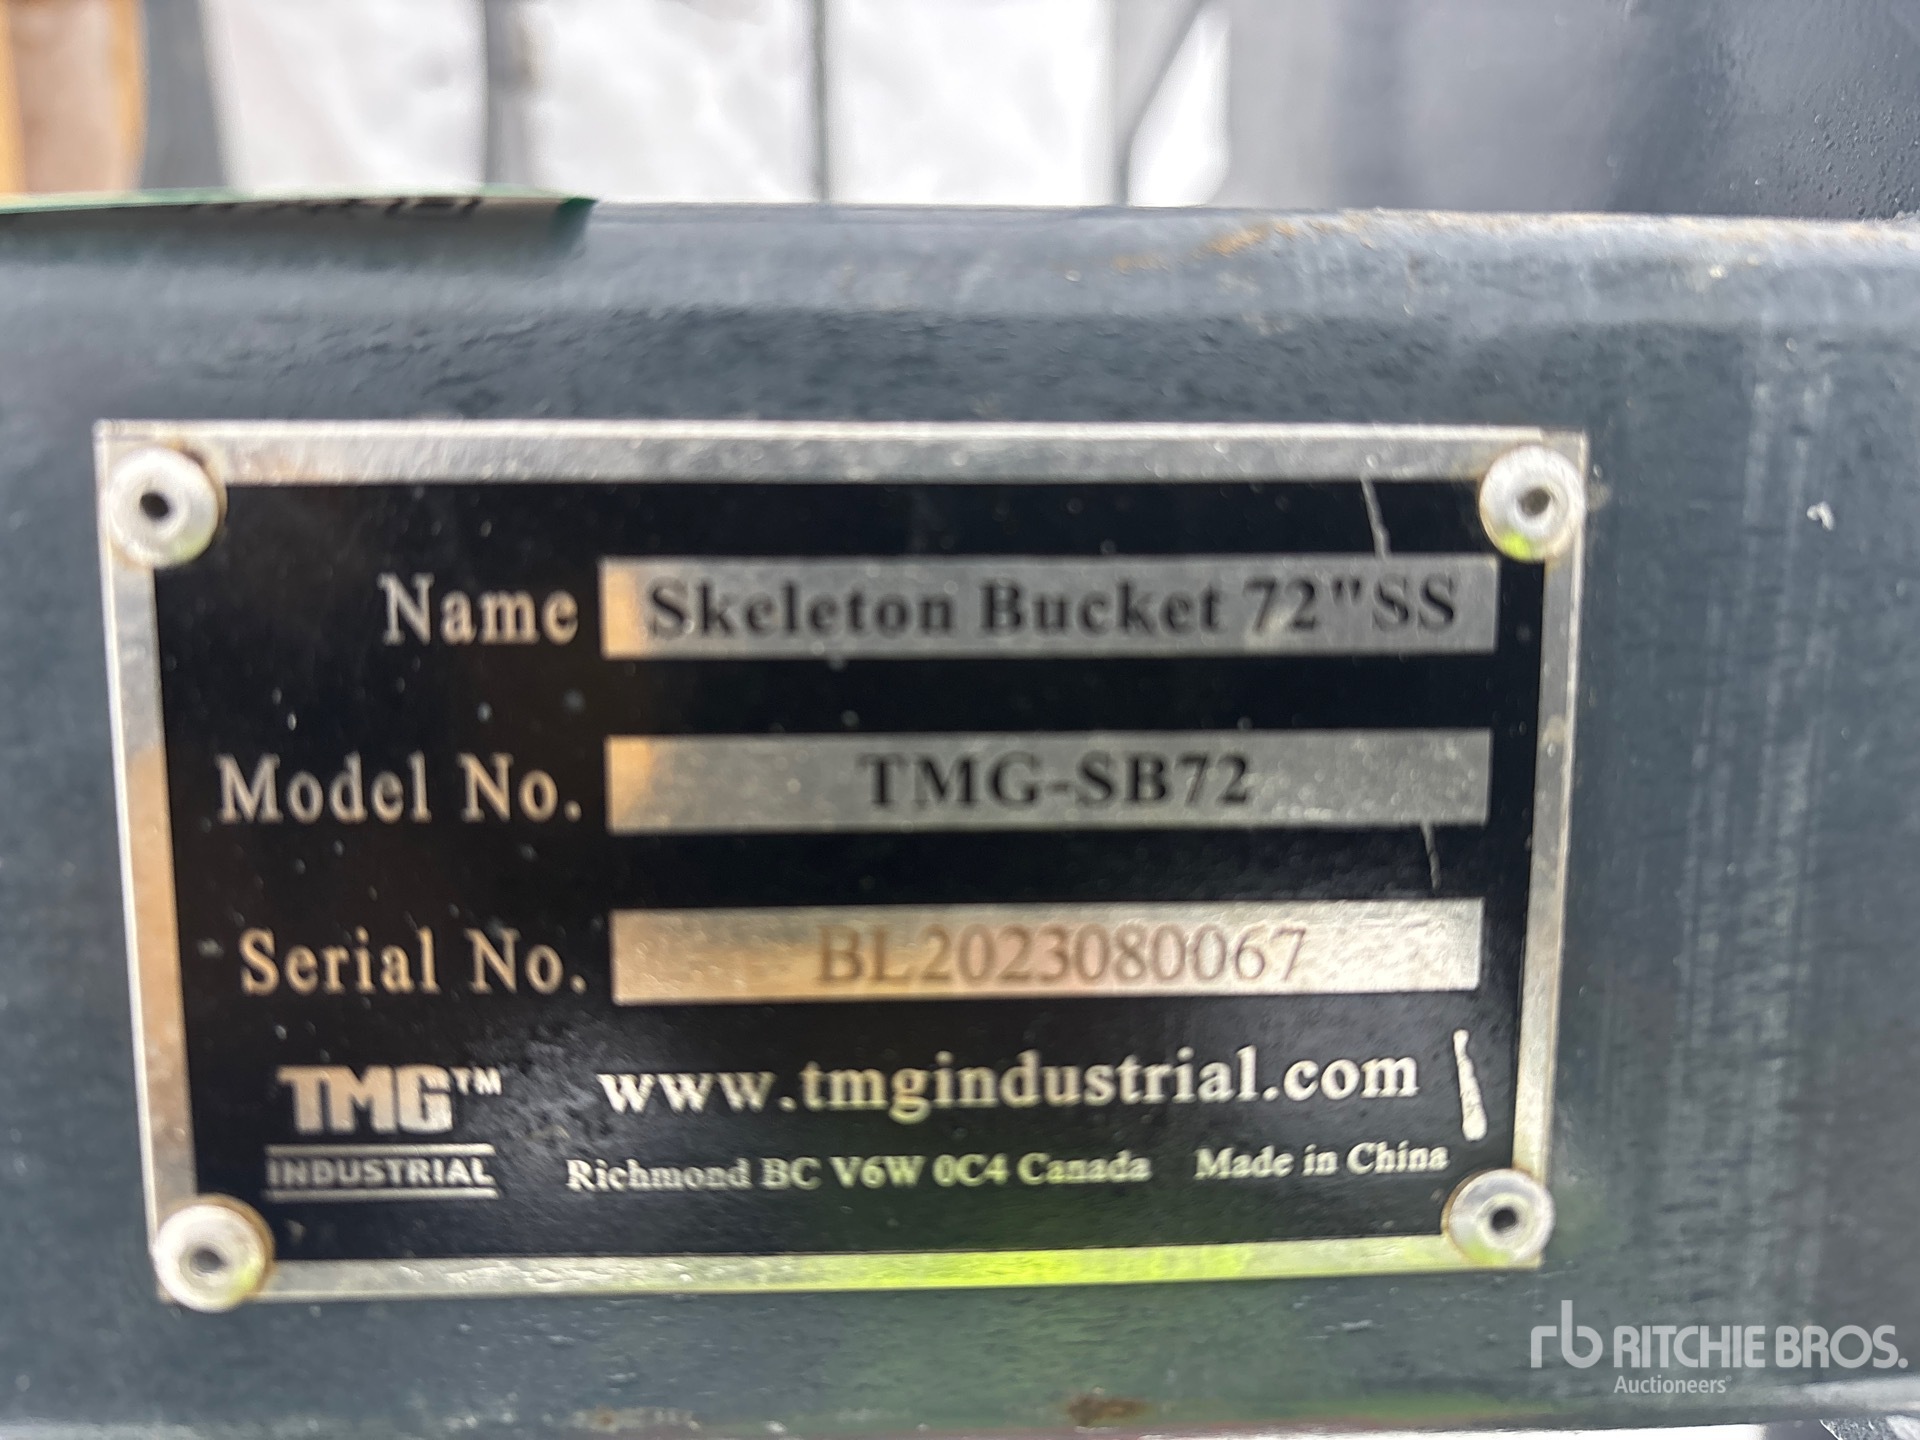 Name Skeleton Bucket 72"SS
Model No. TMG-SB72
Serial No. BL2023080067
TMG™ www.tmgindustrial.com
INDUSTRIAL Richmond BC V6W 0C4 Canada Made in China
rb RITCHIE BROS.
Auctioneers